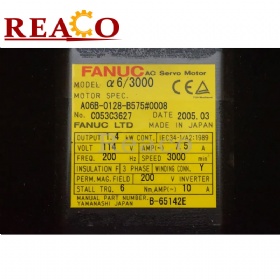 REACO
FANUC AC Servo Motor
MODEL α6/3000
MOTOR SPEC.
A06B-0128-B575#0008
No. C053C3627 DATE 2005.03
FANUC LTD MADE IN JAPAN
OUTPUT 1.4 kW CONT. IEC34-1/A2:1989
VOLT 114 V AMP(~) 7.5 A
FREQ. 200 Hz SPEED 3000 min
INSULATION F 3 PHASE WINDING CONN. Y
PERM.MAG.FIELD 200 V INVERTER
STALL TRQ. 6 Nm.AMP(~) 10 A
MANUAL PART NUMBER B-65142E
YAMANASHI JAPAN